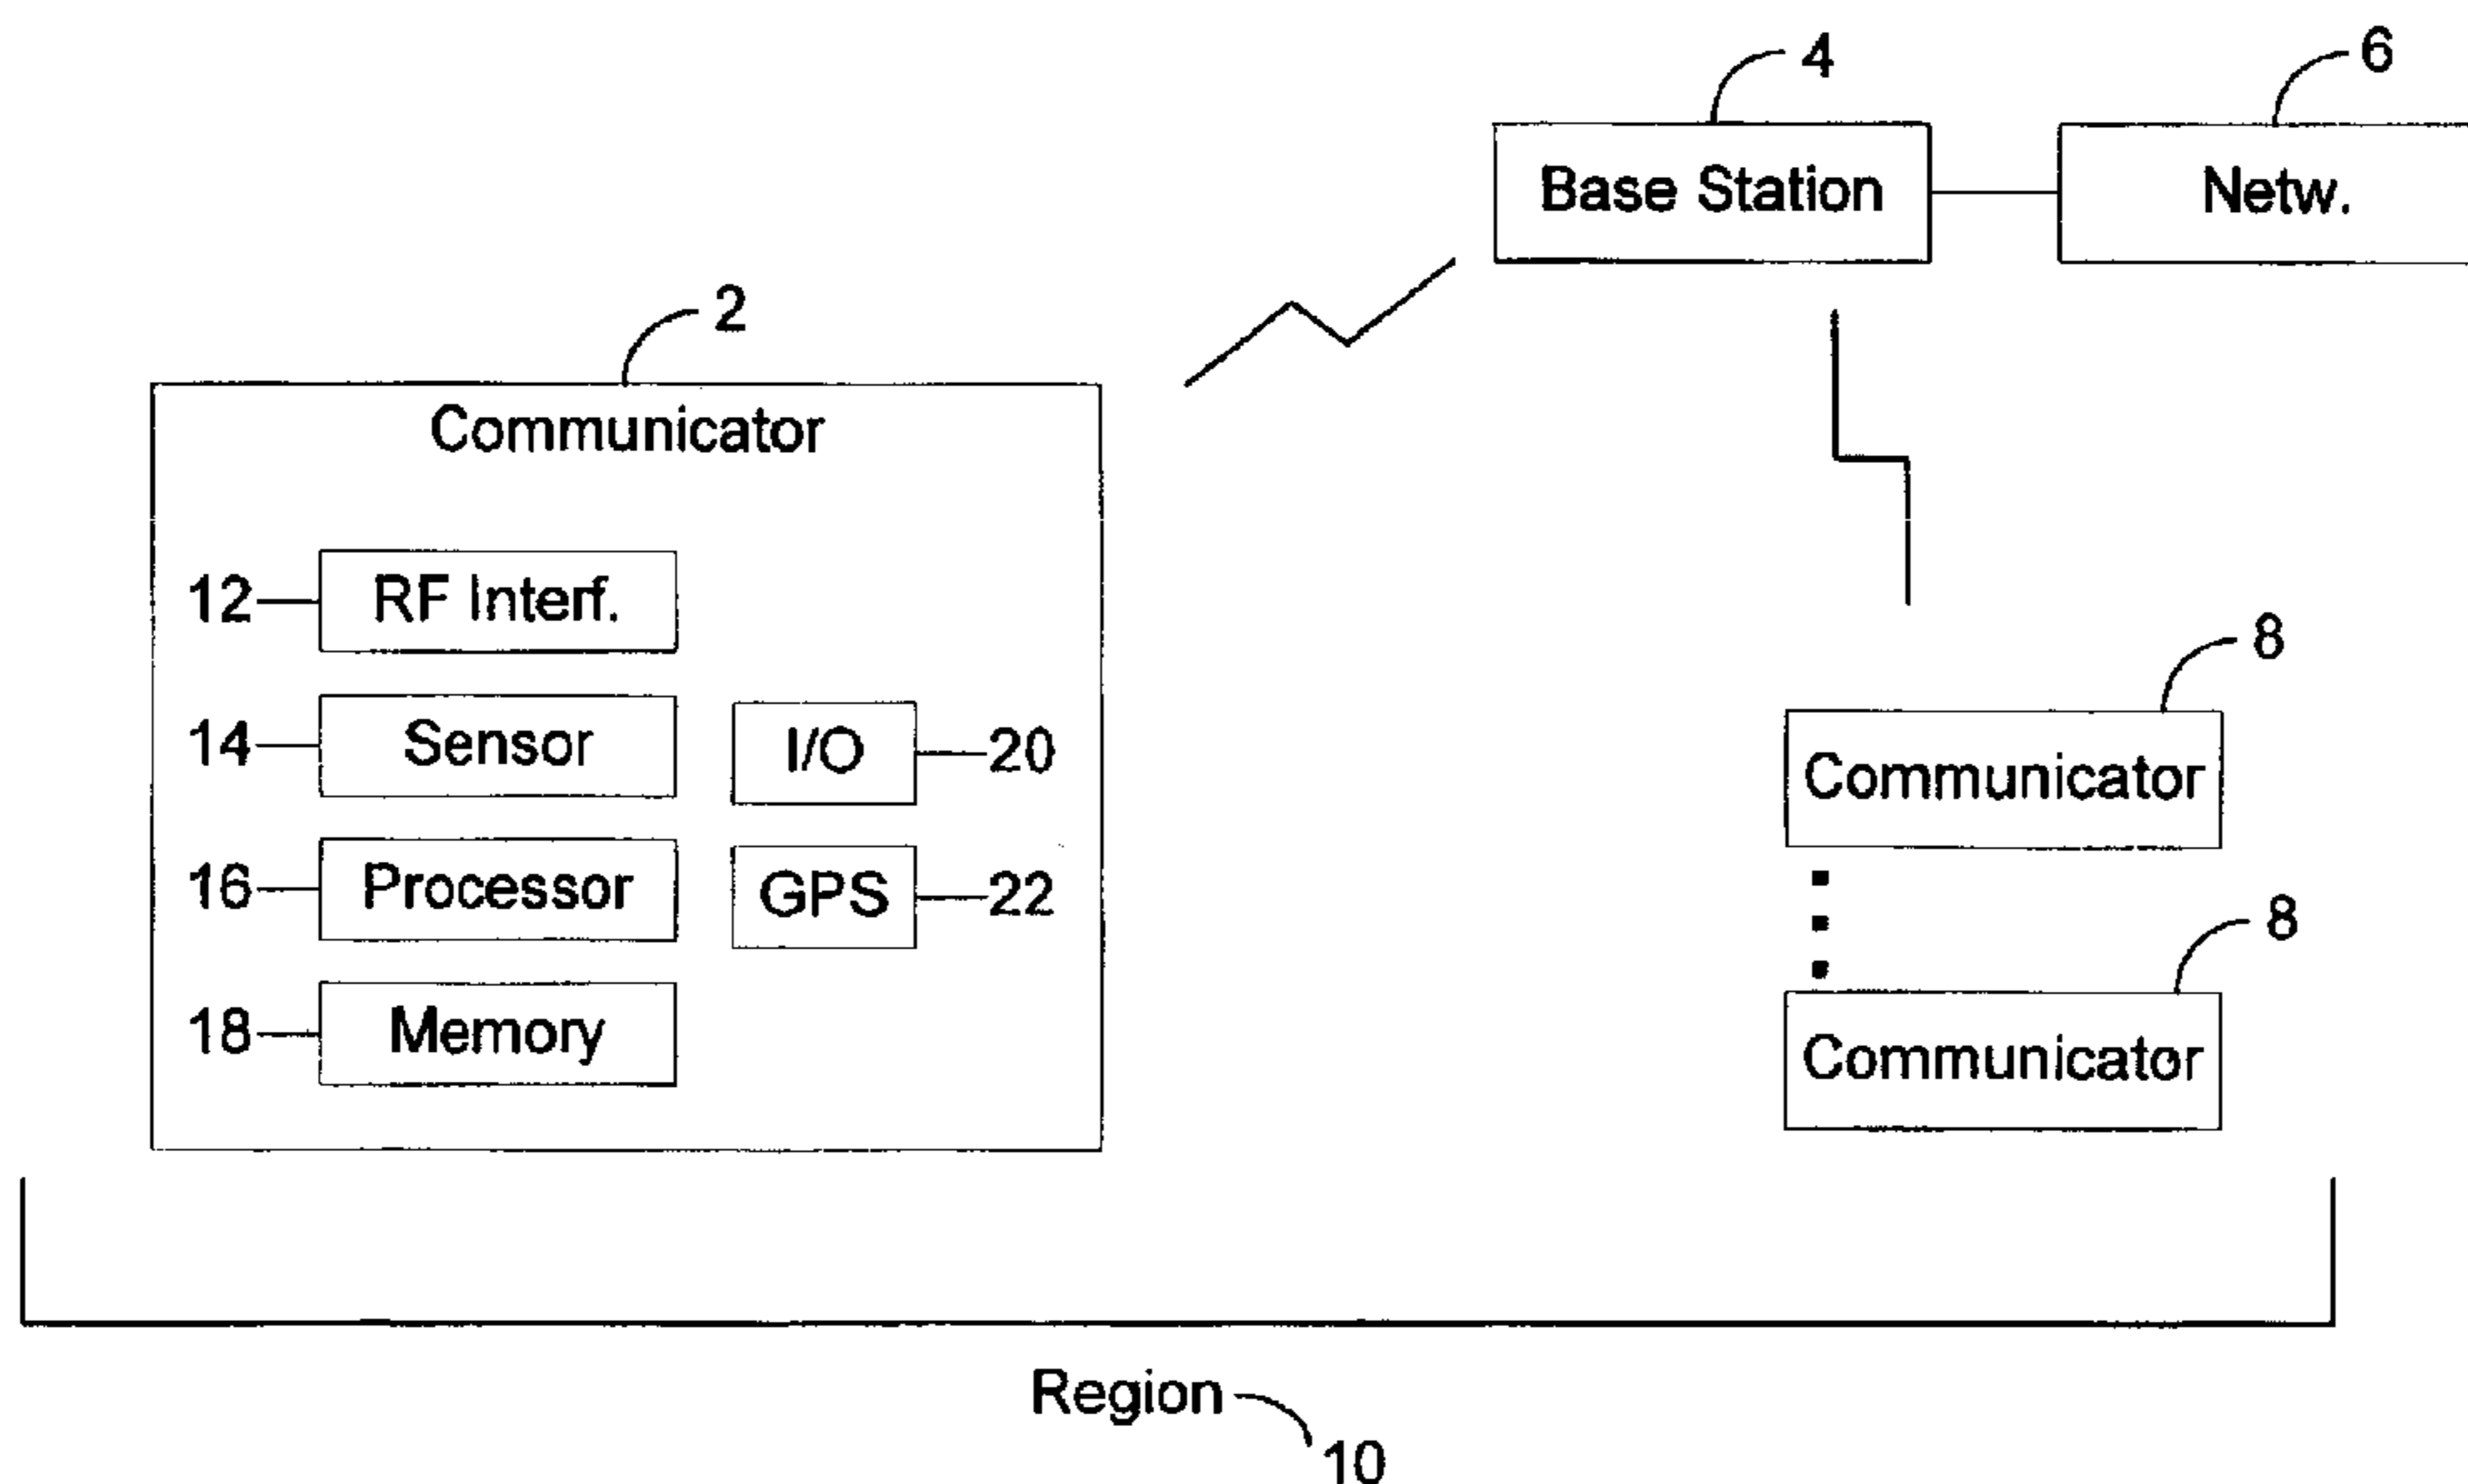 4
6
Base Station
Netw.
2
Communicator
12
RF Interf.
14
Sensor
I/O
20
16
Processor
GPS
22
18
Memory
8
Communicator
8
Communicator
Region
10